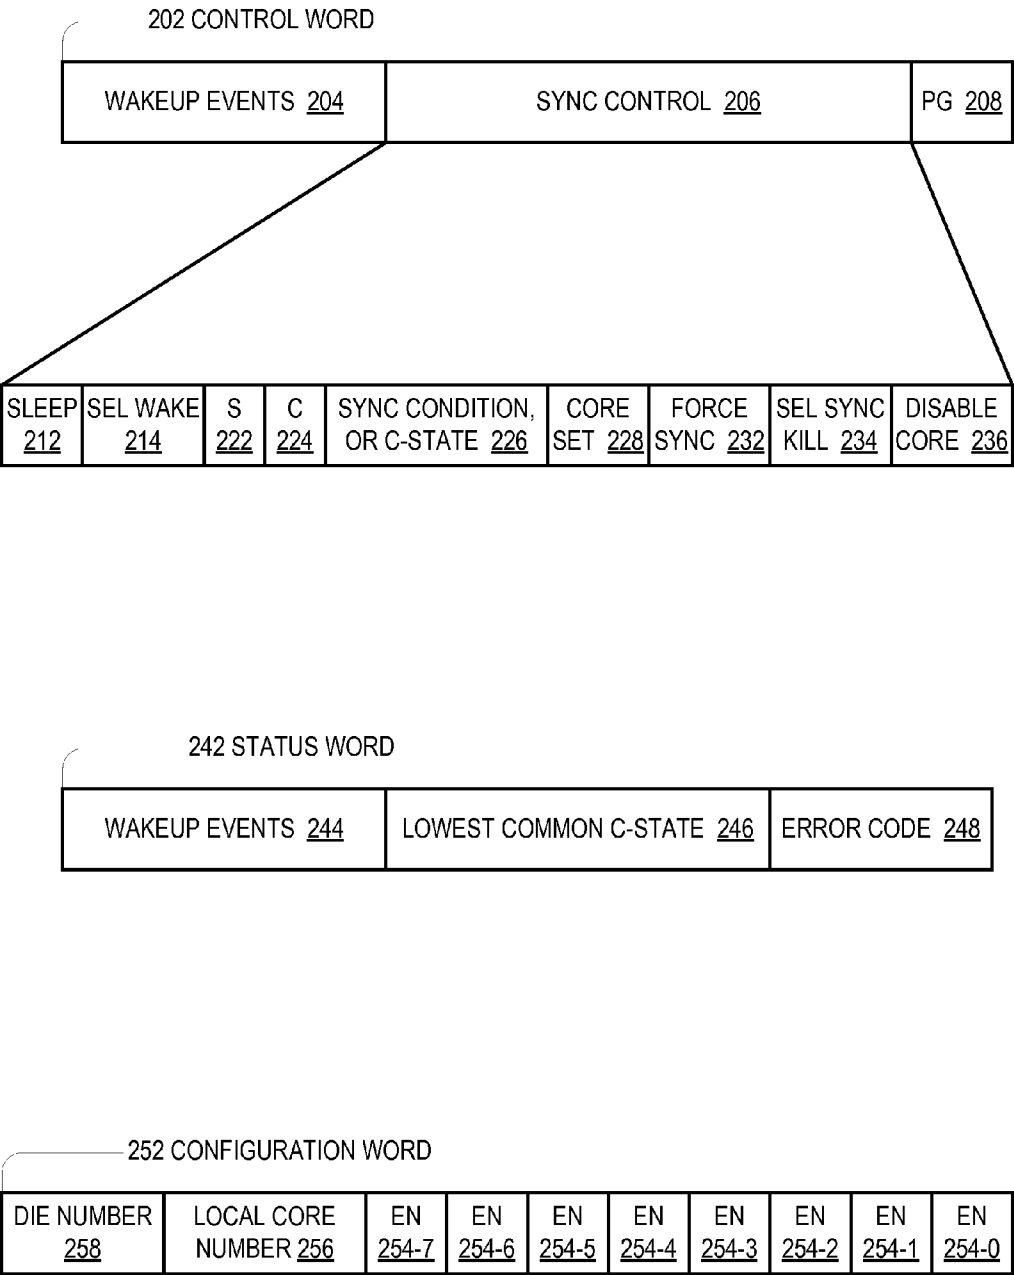 202 CONTROL WORD
WAKEUP EVENTS 204 SYNC CONTROL 206 PG 208
SLEEP SEL WAKE S C SYNC CONDITION, CORE FORCE SEL SYNC DISABLE
212 214 222 224 OR C-STATE 226 SET 228 SYNC 232 KILL 234 CORE 236
242 STATUS WORD
WAKEUP EVENTS 244 LOWEST COMMON C-STATE 246 ERROR CODE 248
252 CONFIGURATION WORD
DIE NUMBER LOCAL CORE EN EN EN EN EN EN EN EN
258 NUMBER 256 254-7 254-6 254-5 254-4 254-3 254-2 254-1 254-0